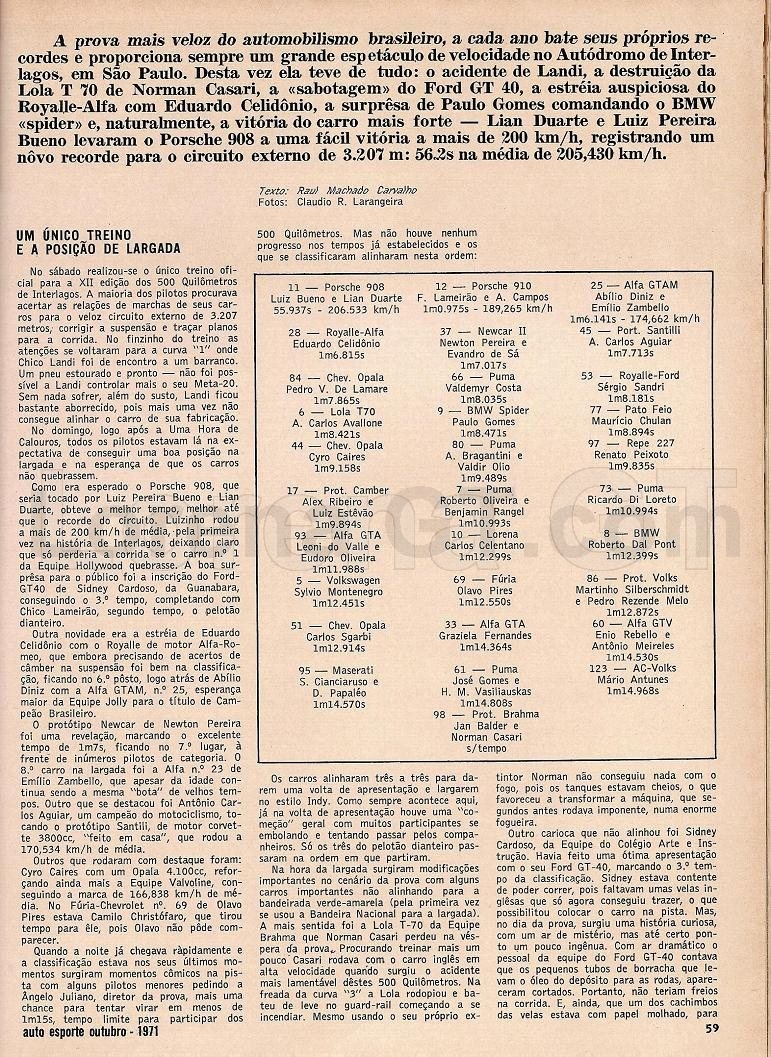 A prova mais veloz do automobilismo brasileiro, a cada ano bate seus próprios re-
cordes e proporciona sempre um grande espetáculo de velocidade no Autódromo de Inter-
lagos, em São Paulo. Desta vez ela teve de tudo: o acidente de Landi, a destruição da
Lola T 70 de Norman Casari, a «sabotagem» do Ford GT 40, a estréia auspiciosa do
Royalle-Alfa com Eduardo Celidônio, a surprêsa de Paulo Gomes comandando o BMW
«spider» e, naturalmente, a vitória do carro mais forte — Lian Duarte e Luiz Pereira
Bueno levaram o Porsche 908 a uma fácil vitória a mais de 200 km/h, registrando um
nôvo recorde para o circuito externo de 3.207 m: 56.2s na média de 205,430 km/h.
Texto: Raul Machado Carvalho
Fotos: Claudio R. Larangeira
UM ÚNICO TREINO
E A POSIÇÃO DE LARGADA
No sábado realizou-se o único treino ofi-
cial para a XII edição dos 500 Quilômetros
de Interlagos. A maioria dos pilotos procurava
acertar as relações de marchas de seus car-
ros para o veloz circuito externo de 3.207
metros, corrigir a suspensão e traçar planos
para a corrida. No finzinho do treino as
atenções se voltaram para a curva "1" onde
Chico Landi foi de encontro a um barranco.
Um pneu estourado e pronto — não foi pos-
sível a Landi controlar mais o seu Meta-20.
Sem nada sofrer, além do susto, Landi ficou
bastante aborrecido, pois mais uma vez não
consegue alinhar o carro de sua fabricação.
No domingo, logo após a Uma Hora de
Calouros, todos os pilotos estavam lá na ex-
pectativa de conseguir uma boa posição na
largada e na esperança de que os carros
não quebrassem.
Como era esperado o Porsche 908, que
seria tocado por Luiz Pereira Bueno e Lian
Duarte, obteve o melhor tempo, melhor até
que o recorde do circuito. Luizinho rodou
a mais de 200 km/h de média, pela primeira
vez na história de Interlagos, deixando claro
que só perderia a corrida se o carro n.º 1
da Equipe Hollywood quebrasse. A boa sur-
prêsa para o público foi a inscrição do Ford-
GT40 de Sidney Cardoso, da Guanabara,
conseguindo o 3.º tempo, completando com
Chico Lameirão, segundo tempo, o pelotão
dianteiro.
Outra novidade era a estréia de Eduardo
Celidônio com o Royalle de motor Alfa-Ro-
meo, que embora precisando de acertos de
câmber na suspensão foi bem na classifica-
ção, ficando no 6.º pôsto, logo atrás de Abílio
Diniz com a Alfa GTAM, n.º 25, esperança
maior da Equipe Jolly para o título de Cam-
peão Brasileiro.
O protótipo Newcar de Newton Pereira
foi uma revelação, marcando o excelente
tempo de 1m7s, ficando no 7.º lugar, à
frente de inúmeros pilotos de categoria. O
8.º carro na largada foi a Alfa n.º 23 de
Emílio Zambello, que apesar da idade con-
tinua sendo a mesma "bota" de velhos tem-
pos. Outro que se destacou foi Antônio Car-
los Aguiar, um campeão do motociclismo, to-
cando o protótipo Santili, de motor corvet-
te 3800cc, "feito em casa", que rodou a
170,534 km/h de média.
Outros que rodaram com destaque foram:
Cyro Caires com um Opala 4.100cc, refor-
çando ainda mais a Equipe Valvoline, con-
seguindo a marca de 166,838 km/h de mé-
dia. No Fúria-Chevrolet nº. 69 de Olavo
Pires estava Camilo Christófaro, que tirou
tempo para êle, pois Olavo não pôde com-
parecer.
Quando a noite já chegava ràpidamente e
a classificação estava nos seus últimos mo-
mentos surgiram momentos cômicos na pis-
ta com alguns pilotos menores pedindo a
Ângelo Juliano, diretor da prova, mais uma
chance para tentar virar em menos de
1m15s, tempo limite para participar dos
500 Quilômetros. Mas não houve nenhum
progresso nos tempos já estabelecidos e os
que se classificaram alinharam nesta ordem:
11 — Porsche 908
Luiz Bueno e Lian Duarte
55.937s - 206.533 km/h
12 — Porsche 910
F. Lameirão e A. Campos
1m0.975s - 189,265 km/h
25 — Alfa GTAM
Abílio Diniz e
Emílio Zambello
1m6.141s - 174,662 km/h
28 — Royalle-Alfa
Eduardo Celidônio
1m6.815s
37 — Newcar II
Newton Pereira e
Evandro de Sá
1m7.017s
45 — Port. Santilli
A. Carlos Aguiar
1m7.713s
84 — Chev. Opala
Pedro V. De Lamare
1m7.865s
66 — Puma
Valdemyr Costa
1m8.035s
53 — Royalle-Ford
Sérgio Sandri
1m8.181s
6 — Lola T70
A. Carlos Avallone
1m8.421s
9 — BMW Spider
Paulo Gomes
1m8.471s
77 — Pato Feio
Maurício Chulan
1m8.894s
44 — Chev. Opala
Cyro Caires
1m9.158s
80 — Puma
A. Bragantini e
Valdir Olio
1m9.489s
97 — Repe 227
Renato Peixoto
1m9.835s
17 — Prot. Camber
Alex Ribeiro e
Luiz Estêvão
1m9.894s
7 — Puma
Roberto Oliveira e
Benjamin Rangel
1m10.993s
73 — Puma
Ricardo Di Loreto
1m10.994s
93 — Alfa GTA
Leoni do Valle e
Eudoro Oliveira
1m11.988s
10 — Lorena
Carlos Celentano
1m12.299s
8 — BMW
Roberto Dal Pont
1m12.399s
5 — Volkswagen
Sylvio Montenegro
1m12.451s
69 — Fúria
Olavo Pires
1m12.550s
86 — Prot. Volks
Martinho Silberschmidt
e Pedro Rezende Melo
1m12.872s
51 — Chev. Opala
Carlos Sgarbi
1m12.914s
33 — Alfa GTA
Graziela Fernandes
1m14.364s
60 — Alfa GTV
Enio Rebello e
Antônio Meireles
1m14.530s
95 — Maserati
S. Cianciaruso e
D. Papaléo
1m14.570s
61 — Puma
José Gomes e
H. M. Vasiliauskas
1m14.808s
123 — AC-Volks
Mário Antunes
1m14.968s
98 — Prot. Brahma
Jan Balder e
Norman Casari
s/tempo
Os carros alinharam três a três para da-
rem uma volta de apresentação e largarem
no estilo Indy. Como sempre acontece aqui,
já na volta de apresentação houve uma "co-
meção" geral com muitos participantes se
embolando e tentando passar pelos compa-
nheiros. Só os três do pelotão dianteiro pas-
saram na ordem em que partiram.
Na hora da largada surgiram modificações
importantes no cenário da prova com alguns
carros importantes não alinhando para a
bandeirada verde-amarela (pela primeira vez
se usou a Bandeira Nacional para a largada).
A mais sentida foi a Lola T-70 da Equipe
Brahma que Norman Casari perdeu na vés-
pera da prova. Procurando treinar mais um
pouco Casari rodava com o carro inglês em
alta velocidade quando surgiu o acidente
mais lamentável dêstes 500 Quilômetros. Na
freada da curva "3" a Lola rodopiou e ba-
teu de leve no guard-rail começando a se
incendiar. Mesmo usando o seu próprio ex-
tintor Norman não conseguiu nada com o
fogo, pois os tanques estavam cheios, o que
favoreceu a transformar a máquina, que se-
gundos antes rodava imponente, numa enorme
fogueira.
Outro carioca que não alinhou foi Sidney
Cardoso, da Equipe do Colégio Arte e Ins-
trução. Havia feito uma ótima apresentação
com o seu Ford GT-40, marcando o 3.º tem-
po da classificação. Sidney estava contente
de poder correr, pois faltavam umas velas in-
glêsas que só agora conseguiu trazer, o que
possibilitou colocar o carro na pista. Mas,
no dia da prova, surgiu uma história curiosa,
com um ar de mistério, mas até certo pon-
to um pouco ingênua. Com ar dramático o
pessoal da equipe do Ford GT-40 contava
que os pequenos tubos de borracha que le-
vam o óleo do depósito para as rodas, apare-
ceram cortados. Portanto, não teriam freios
na corrida. E, ainda, que um dos cachimbos
das velas estava com papel molhado, para
auto esporte outubro - 1971
59